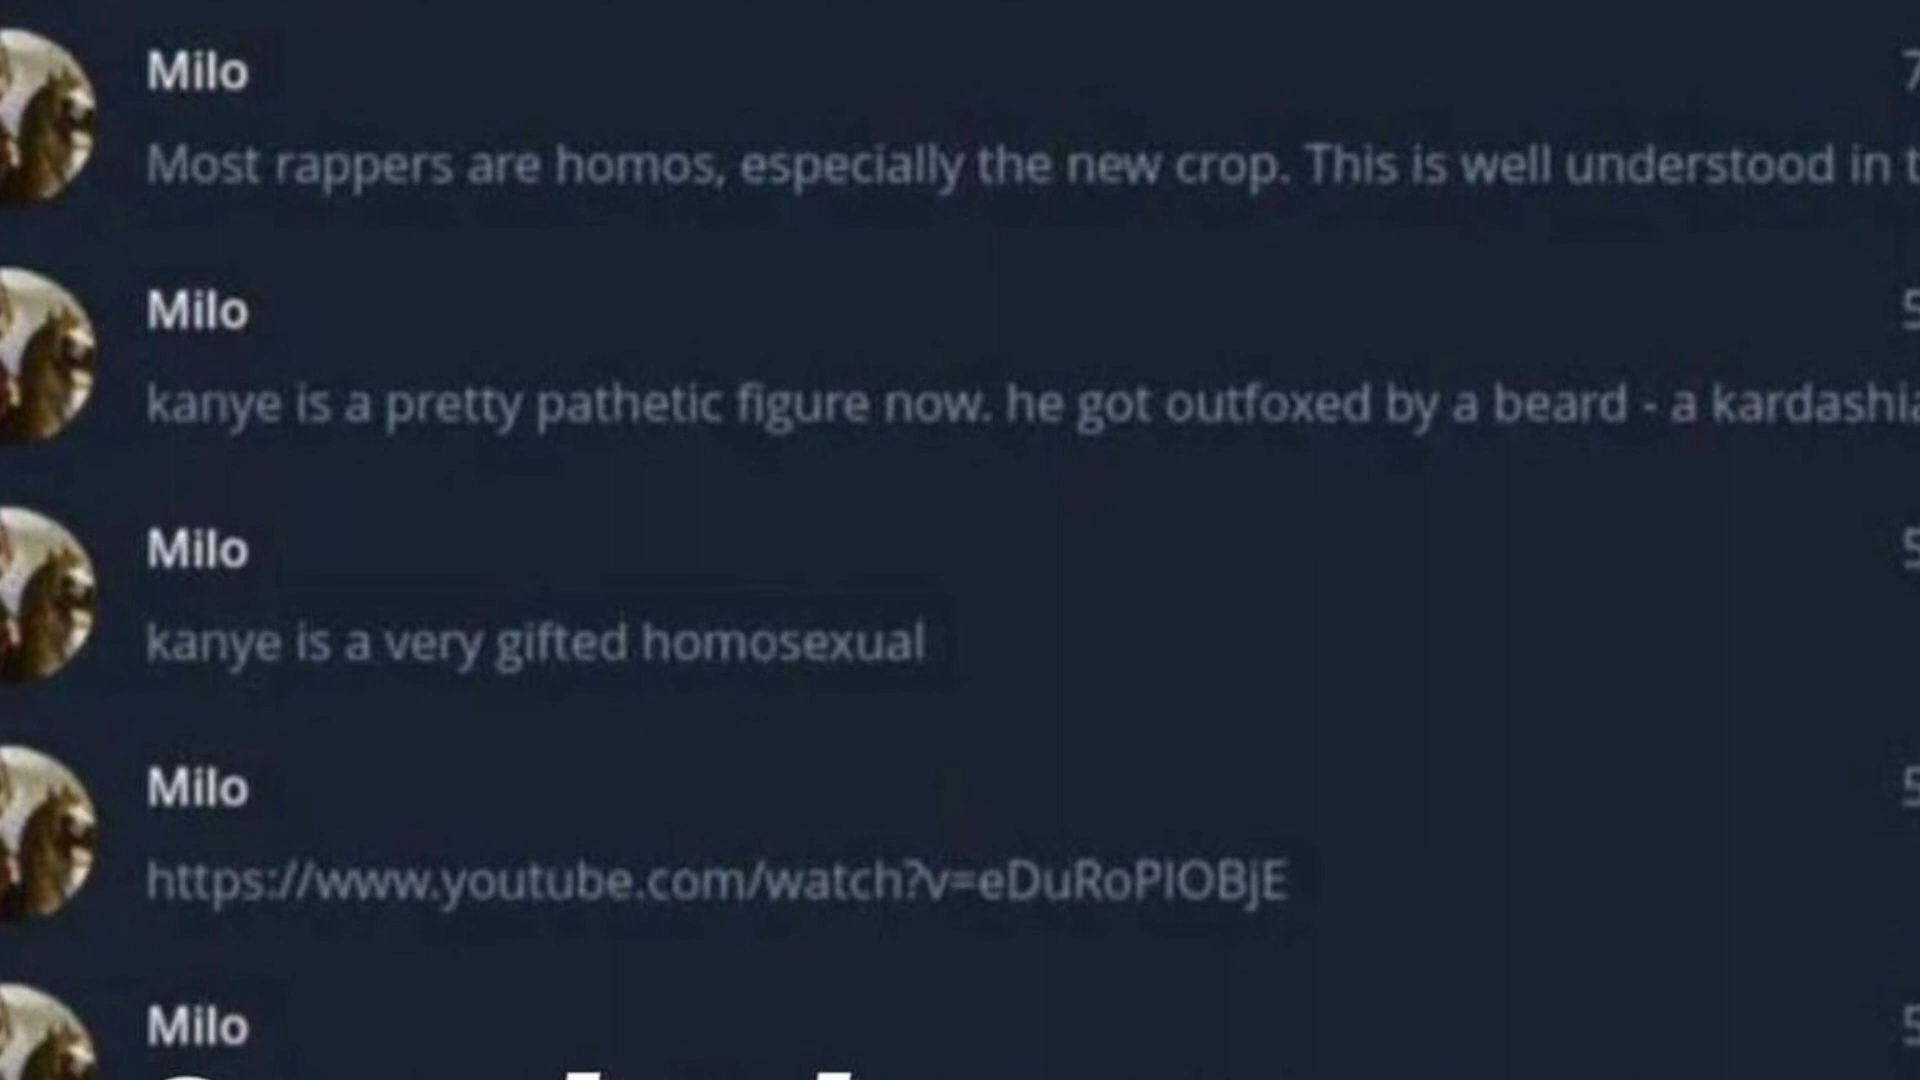 Milo
Most rappers are homos, especially the new crop. This is well understood in
Milo
kanye is a pretty pathetic figure now. he got outfoxed by a beard - a
Milo
kanye is a very gifted homosexual
Milo
https://www.youtube.com/watch?v=eDuRoPIOBjE
Milo